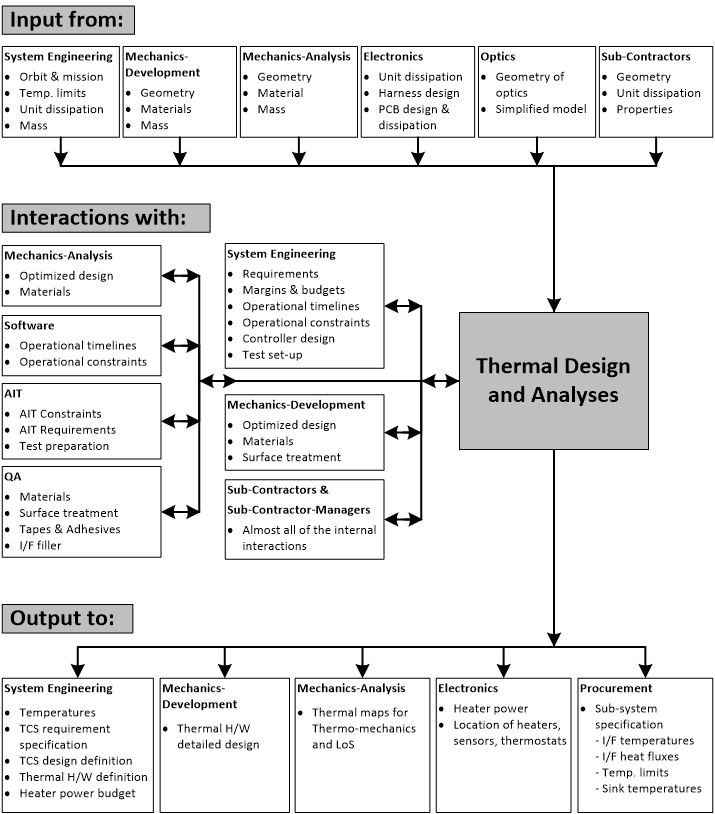 Input from:
System Engineering
● Orbit & mission
● Temp. limits
● Unit dissipation
● Mass
Mechanics-
Development
● Geometry
● Materials
● Mass
Mechanics-Analysis
● Geometry
● Material
● Mass
Electronics
● Unit dissipation
● Harness design
● PCB design &
dissipation
Optics
● Geometry of
optics
● Simplified model
Sub-Contractors
● Geometry
● Unit dissipation
● Properties
Interactions with:
Mechanics-Analysis
● Optimized design
● Materials
Software
● Operational timelines
● Operational constraints
AIT
● AIT Constraints
● AIT Requirements
● Test preparation
QA
● Materials
● Surface treatment
● Tapes & Adhesives
● I/F filler
System Engineering
● Requirements
● Margins & budgets
● Operational timelines
● Operational constraints
● Controller design
● Test set-up
Mechanics-Development
● Optimized design
● Materials
● Surface treatment
Sub-Contractors &
Sub-Contractor-Managers
● Almost all of the internal
interactions
Thermal Design
and Analyses
Output to:
System Engineering
● Temperatures
● TCS requirement
specification
● TCS design definition
● Thermal H/W definition
● Heater power budget
Mechanics-
Development
● Thermal H/W
detailed design
Mechanics-Analysis
● Thermal maps for
Thermo-mechanics
and LoS
Electronics
● Heater power
● Location of heaters,
sensors, thermostats
Procurement
● Sub-system
specification
- I/F temperatures
- I/F heat fluxes
- Temp. limits
- Sink temperatures